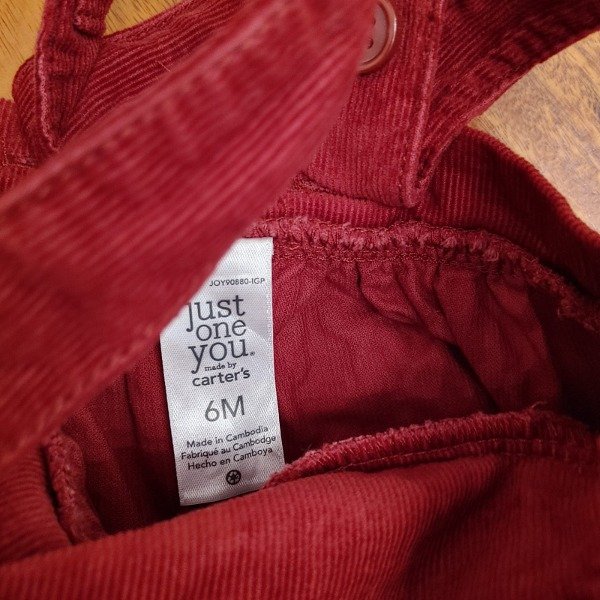 JOY90880-IGP
just
one
you.
made by
carter's
6M
Made in Cambodia
Fabriqué au Cambodge
Hecho en Camboya